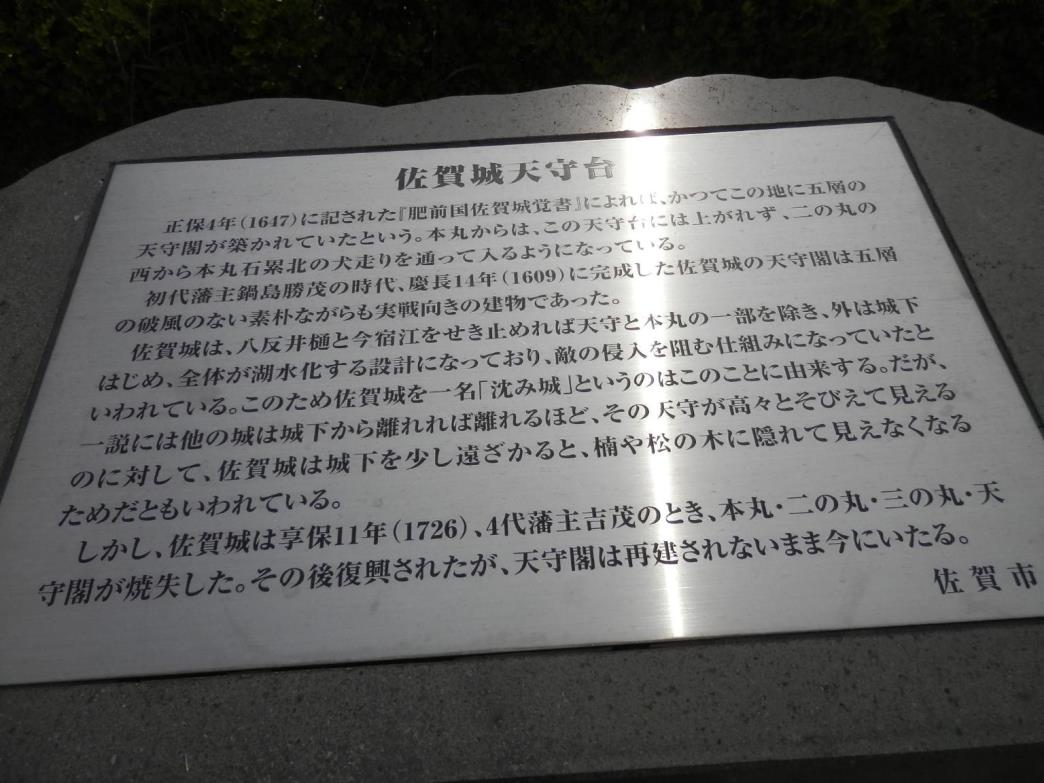 佐賀城天守台
正保4年(1647)に記された『肥前国佐賀城覚書』によれば、かつてこの地に五層の
天守閣が築かれていたという。本丸からは、この天守台には上がれず、二の丸の
西から本丸石塁北の犬走りを通って入るようになっている。
初代藩主鍋島勝茂の時代、慶長14年(1609)に完成した佐賀城の天守閣は五層
の破風のない素朴ながらも実戦向きの建物であった。
佐賀城は、八反井樋と今宿江をせき止めれば天守と本丸の一部を除き、外は城下
はじめ、全体が湖水化する設計になっており、敵の侵入を阻む仕組みになっていたと
いわれている。このため佐賀城を一名「沈み城」というのはこのことに由来する。だが、
一説には他の城は城下から離れれば離れるほど、その天守が高々とそびえて見える
のに対して、佐賀城は城下を少し遠ざかると、楠や松の木に隠れて見えなくなる
ためだともいわれている。
しかし、佐賀城は享保11年(1726)、4代藩主吉茂のとき、本丸・二の丸・三の丸・天
守閣が焼失した。その後復興されたが、天守閣は再建されないまま今にいたる。
佐賀市